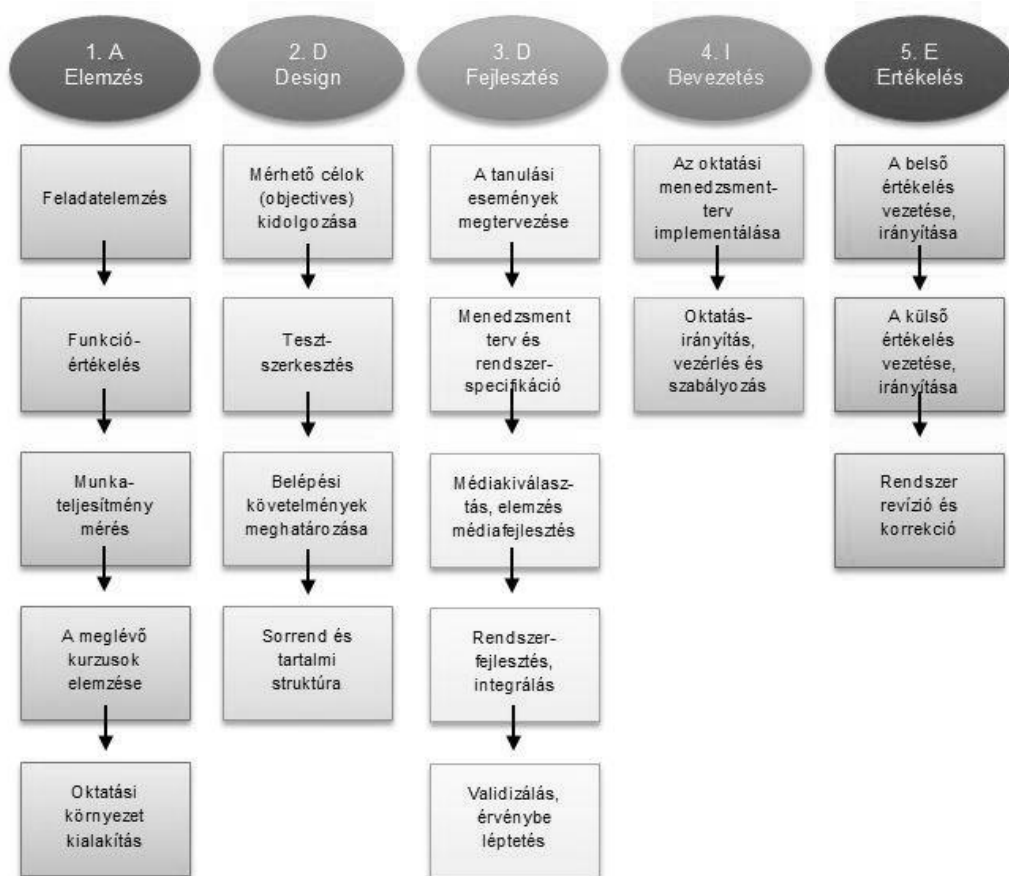 1. A
Elemzés
2. D
Design
3. D
Fejlesztés
4. I
Bevezetés
5. E
Ertékelés
Feladatelemzés
Funkció-
értékelés
Munka-
teljesítmény
mérés
A meglévő
kurzusok
elemzése
Oktatási
környezet
kialakítás
Mérhető célok
(objectives)
kidolgozása
Teszt-
szerkesztés
Belépési
követelmények
meghatározása
Sorrend és
tartalmi
struktúra
A tanulási
események
megtervezése
Menedzsment
terv és
rendszer-
specifikáció
Médiakiválasz-
tás, elemzés
médiafejlesztés
Rendszer-
fejlesztés,
integrálás
Validizálás,
érvénybe
léptetés
Az oktatási
menedzsment-
terv
implementálása
Oktatás-
irányítás,
vezérlés és
szabályozás
A belső
értékelés
vezetése,
irányítása
A külső
értékelés
vezetése,
irányítása
Rendszer
revízió és
korrekció